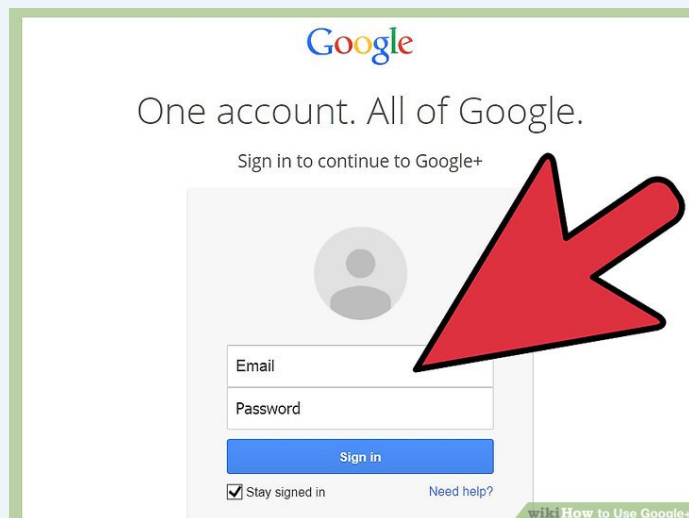 Google
One account. All of Google.
Sign in to continue to Google+
Email
Password
Sign in
Stay signed in Need help?
wikiHow to Use Google+